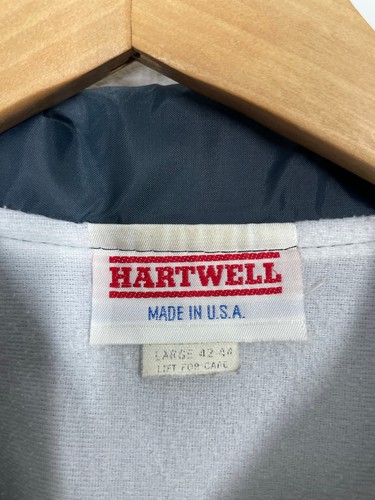 HARTWELL
MADE IN U.S.A.
LARGE 42-44
LIFT FOR CARE